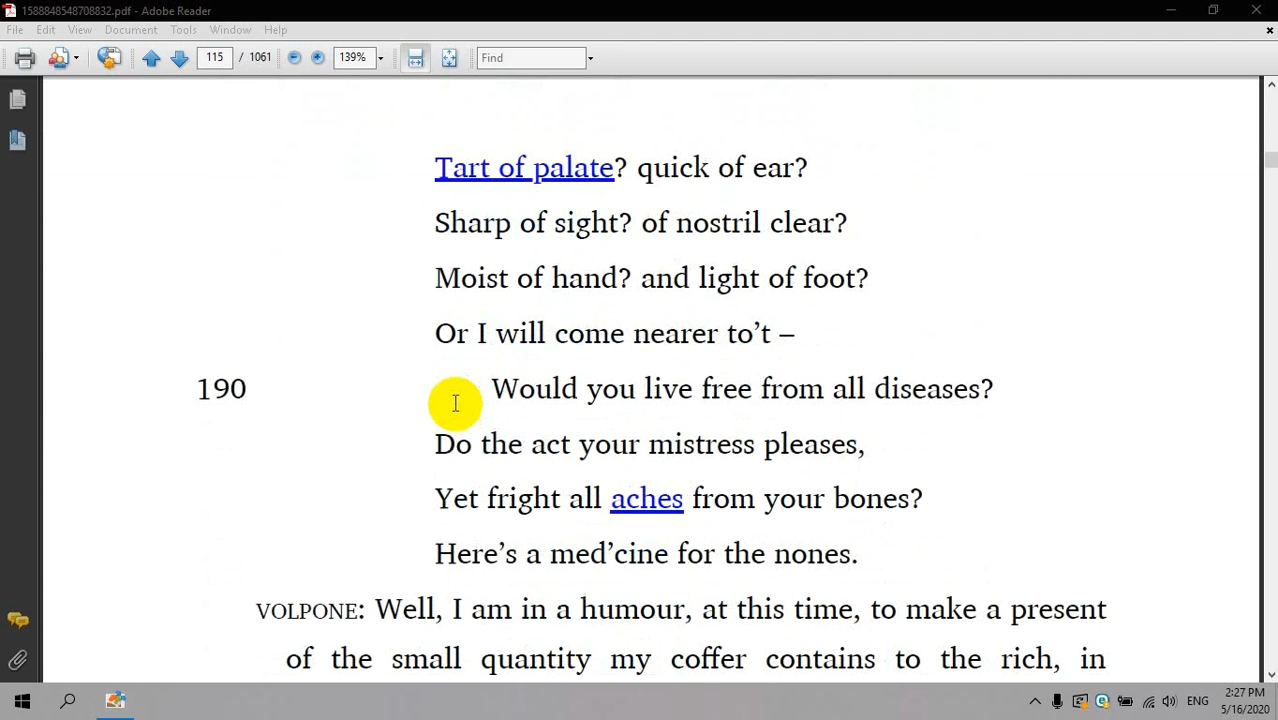 1588848548708832.pdf - Adobe Reader
File Edit View Document Tools Window Help
115 / 1061 139% Find
Tart of palate? quick of ear?
Sharp of sight? of nostril clear?
Moist of hand? and light of foot?
Or I will come nearer to’t –
190 Would you live free from all diseases?
Do the act your mistress pleases,
Yet fright all aches from your bones?
Here’s a med’cine for the nones.
VOLPONE: Well, I am in a humour, at this time, to make a present
of the small quantity my coffer contains to the rich, in
ENG 2:27 PM
5/16/2020